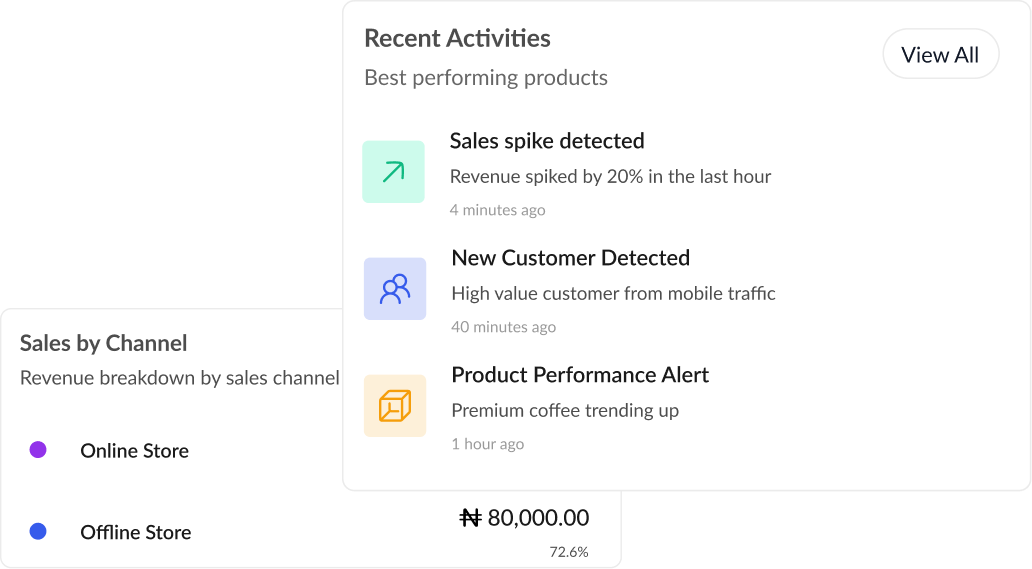 Recent Activities
View All
Best performing products
Sales spike detected
Revenue spiked by 20% in the last hour
4 minutes ago
New Customer Detected
High value customer from mobile traffic
40 minutes ago
Product Performance Alert
Premium coffee trending up
1 hour ago
Sales by Channel
Revenue breakdown by sales channel
Online Store
Offline Store
₦ 80,000.00
72.6%